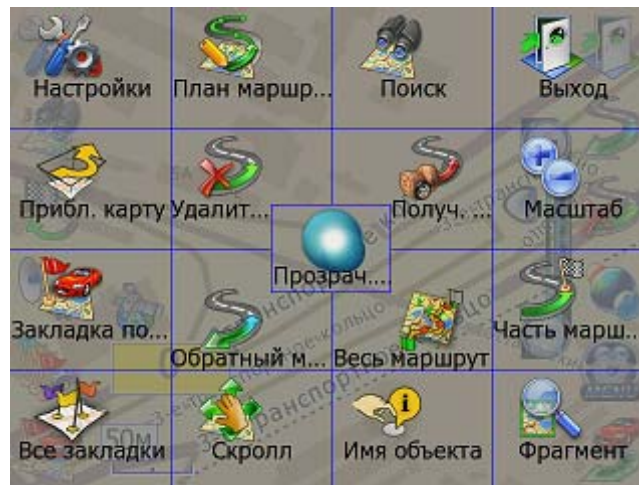 Настройки
План маршр...
Поиск
Выход
Прибл. карту
Удалит...
Получ. ...
Масштаб
Прозрач....
Закладка по...
Обратный м...
Весь маршрут
Часть марш...
Все закладки
50м
Скролл
Имя объекта
Фрагмент